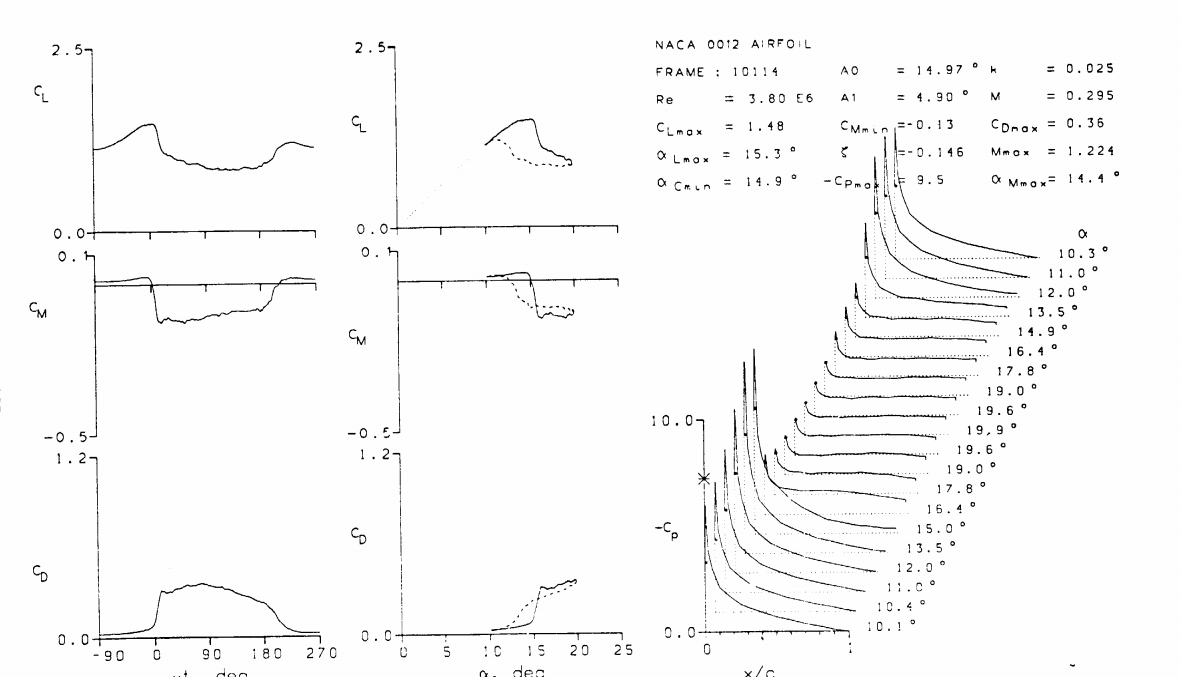 NACA 0012 AIRFOIL
FRAME : 10114 A0 = 14.97 ° k = 0.025
Re = 3.80 E6 A1 = 4.90 ° M = 0.295
CLmax = 1.48 CMmin =-0.13 CDmax = 0.36
α Lmax = 15.3 ° ζ =-0.146 Mmax = 1.224
α Cmin = 14.9 ° -CPmax = 9.5 α Mmax = 14.4 °
2.5
CL
0.0
0.1
CM
-0.5
1.2
CD
0.0
-90 0 90 180 270
deg
2.5
CL
0.0
0.1
CM
-0.5
1.2
CD
0.0
0 5 10 15 20 25
α, deg
α
10.3 °
11.0 °
12.0 °
13.5 °
14.9 °
16.4 °
17.8 °
19.0 °
19.6 °
19.9 °
19.6 °
19.0 °
17.8 °
16.4 °
15.0 °
13.5 °
12.0 °
11.0 °
10.4 °
10.1 °
10.0
-Cp
0.0
0 .5 1
x/c